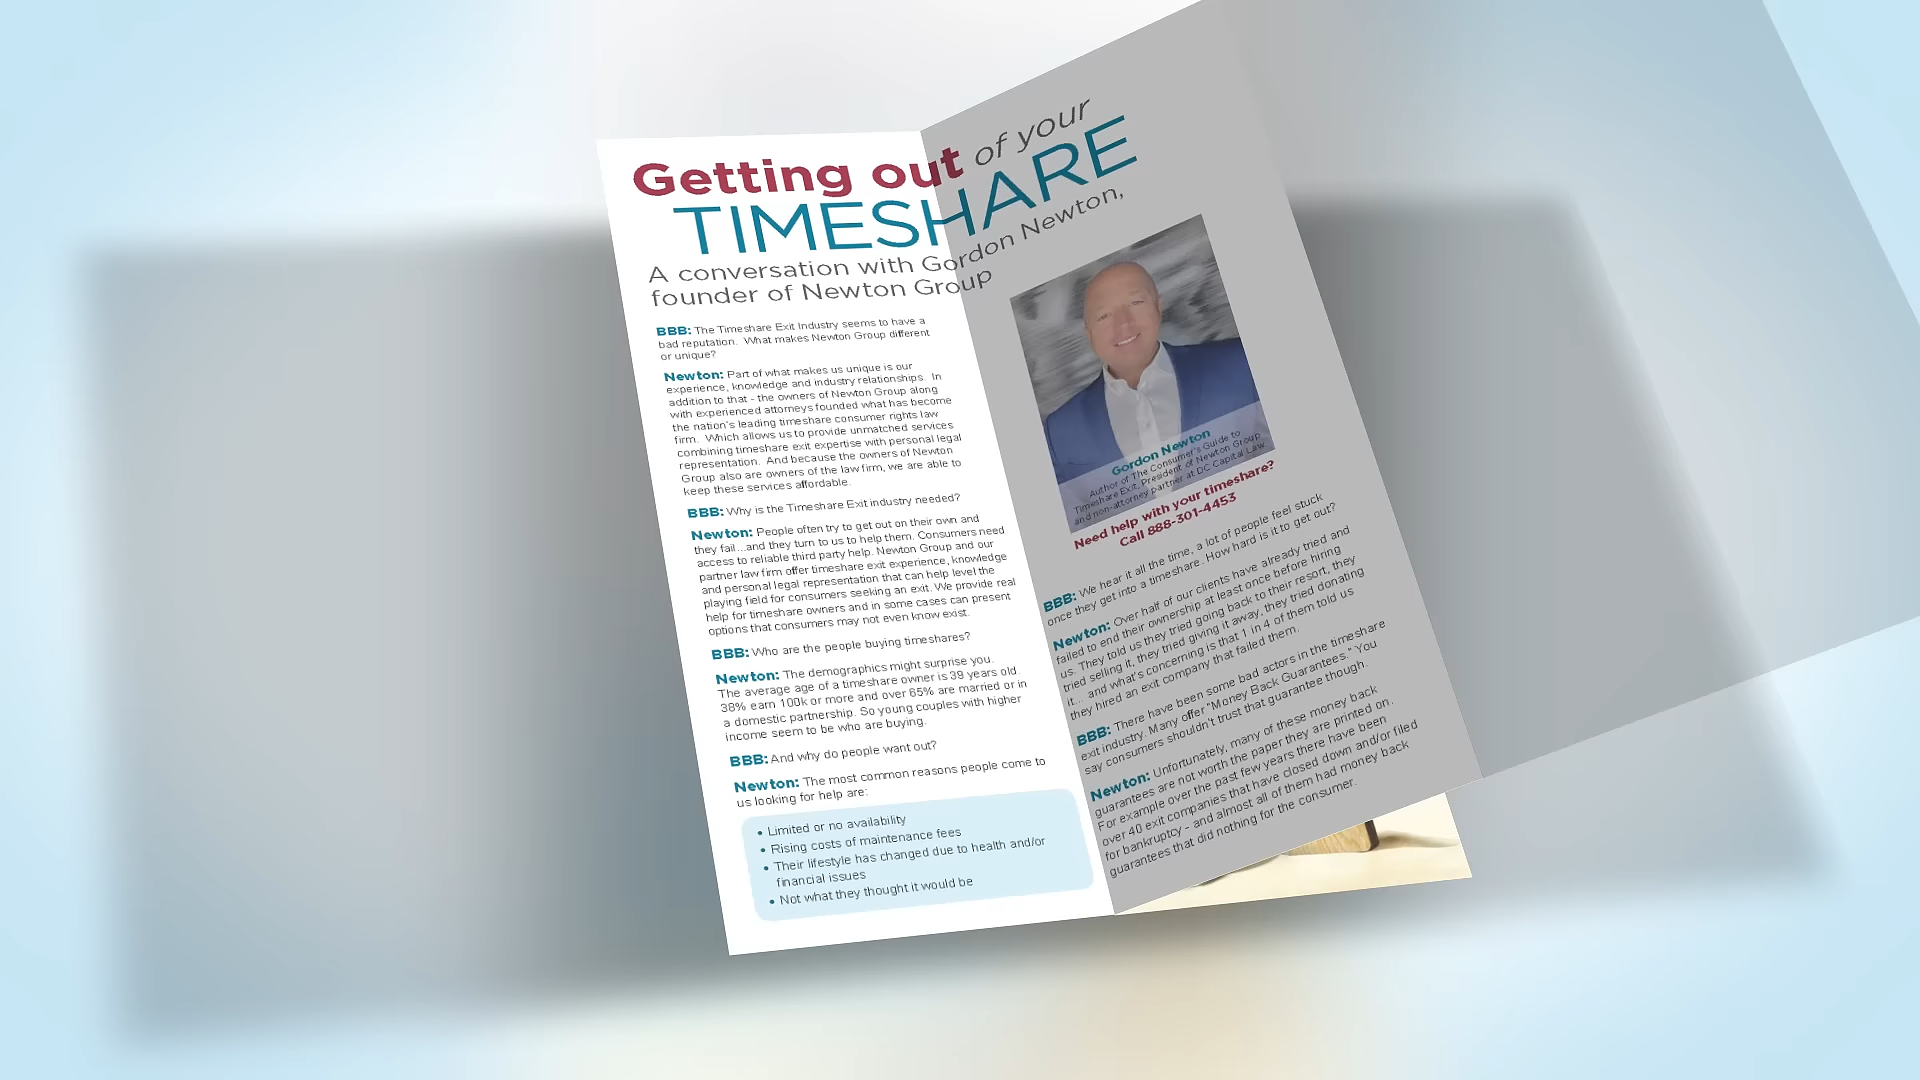 Getting out of your
TIMESHARE
A conversation with Gordon Newton,
founder of Newton Group
BBB: The Timeshare Exit Industry seems to have a
bad reputation. What makes Newton Group different
or unique?
Newton: Part of what makes us unique is our
experience, knowledge and industry relationships. In
addition to that - the owners of Newton Group along
with experienced attorneys founded what has become
the nation's leading timeshare consumer rights law
firm. Which allows us to provide unmatched services
combining timeshare exit expertise with personal legal
representation. And because the owners of Newton
Group also are owners of the law firm, we are able to
keep these services affordable.
BBB: Why is the Timeshare Exit industry needed?
Newton: People often try to get out on their own and
they fail...and they turn to us to help them. Consumers need
access to reliable third party help. Newton Group and our
partner law firm offer timeshare exit experience, knowledge
and personal legal representation that can help level the
playing field for consumers seeking an exit. We provide real
help for timeshare owners and in some cases can present
options that consumers may not even know exist.
BBB: Who are the people buying timeshares?
Newton: The demographics might surprise you.
The average age of a timeshare owner is 39 years old.
38% earn 100k or more and over 65% are married or in
a domestic partnership. So young couples with higher
income seem to be who are buying.
BBB: And why do people want out?
Newton: The most common reasons people come to
us looking for help are:
• Limited or no availability
• Rising costs of maintenance fees
• Their lifestyle has changed due to health and/or
financial issues
• Not what they thought it would be
Gordon Newton
Author of The Consumer's Guide to
Timeshare Exit, President of Newton Group,
and non-attorney partner at DC Capital Law
Need help with your timeshare?
Call 888-301-4453
BBB: We hear it all the time, a lot of people feel stuck
once they get into a timeshare. How hard is it to get out?
Newton: Over half of our clients have already tried and
failed to end their ownership at least once before hiring
us. They told us they tried going back to their resort, they
tried selling it, they tried giving it away, they tried donating
it... and what's concerning is that 1 in 4 of them told us
they hired an exit company that failed them.
BBB: There have been some bad actors in the timeshare
exit industry. Many offer "Money Back Guarantees." You
say consumers shouldn't trust that guarantee though.
Newton: Unfortunately, many of these money back
guarantees are not worth the paper they are printed on.
For example over the past few years there have been
over 40 exit companies that have closed down and/or filed
for bankruptcy - and almost all of them had money back
guarantees that did nothing for the consumer.